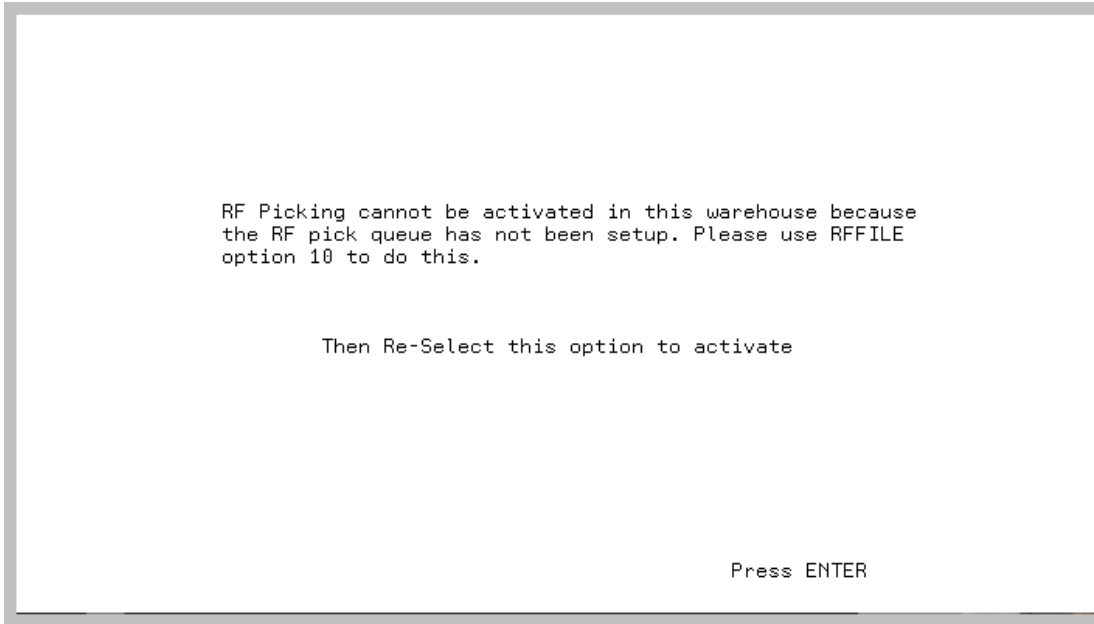 RF Picking cannot be activated in this warehouse because
the RF pick queue has not been setup. Please use RFFILE
option 10 to do this.
Then Re-Select this option to activate
Press ENTER